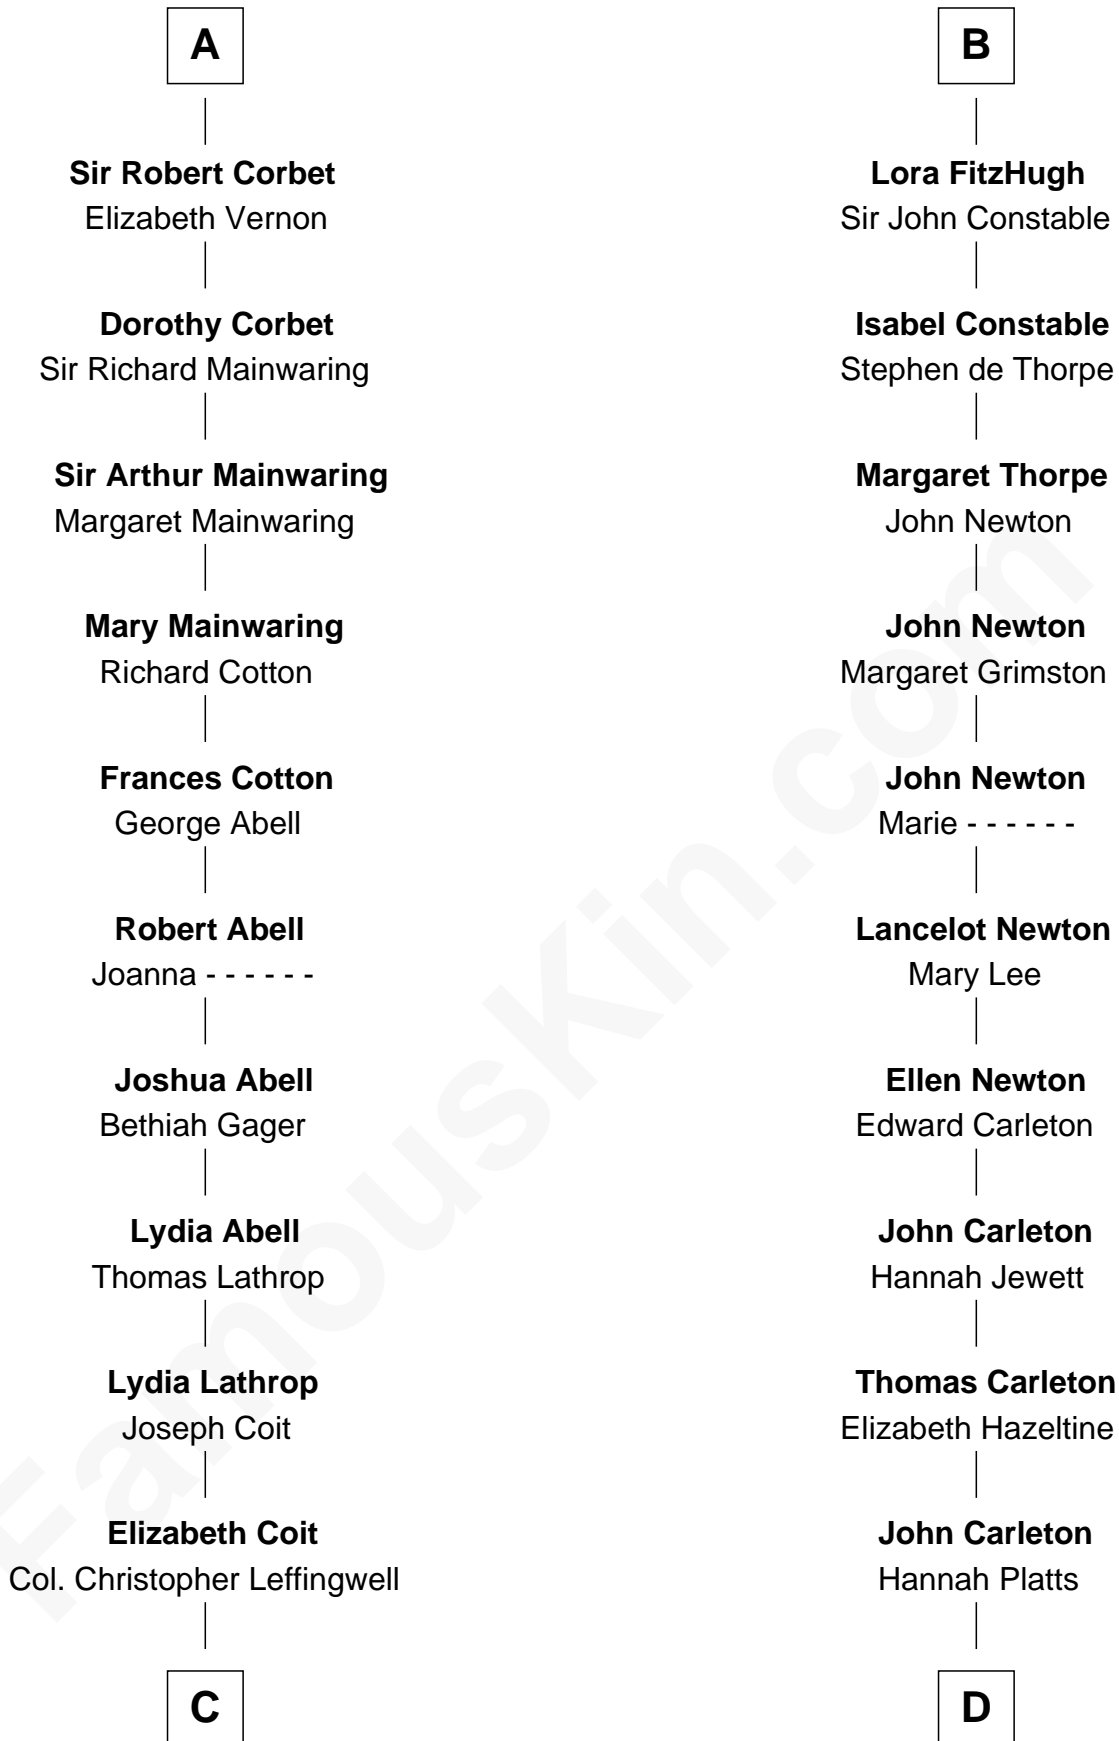 A
Sir Robert Corbet
Elizabeth Vernon
Dorothy Corbet
Sir Richard Mainwaring
Sir Arthur Mainwaring
Margaret Mainwaring
Mary Mainwaring
Richard Cotton
Frances Cotton
George Abell
Robert Abell
Joanna - - - - - -
Joshua Abell
Bethiah Gager
Lydia Abell
Thomas Lathrop
Lydia Lathrop
Joseph Coit
Elizabeth Coit
Col. Christopher Leffingwell
C
B
Lora FitzHugh
Sir John Constable
Isabel Constable
Stephen de Thorpe
Margaret Thorpe
John Newton
John Newton
Margaret Grimston
John Newton
Marie - - - - - -
Lancelot Newton
Mary Lee
Ellen Newton
Edward Carleton
John Carleton
Hannah Jewett
Thomas Carleton
Elizabeth Hazeltine
John Carleton
Hannah Platts
D
FamousKin.com